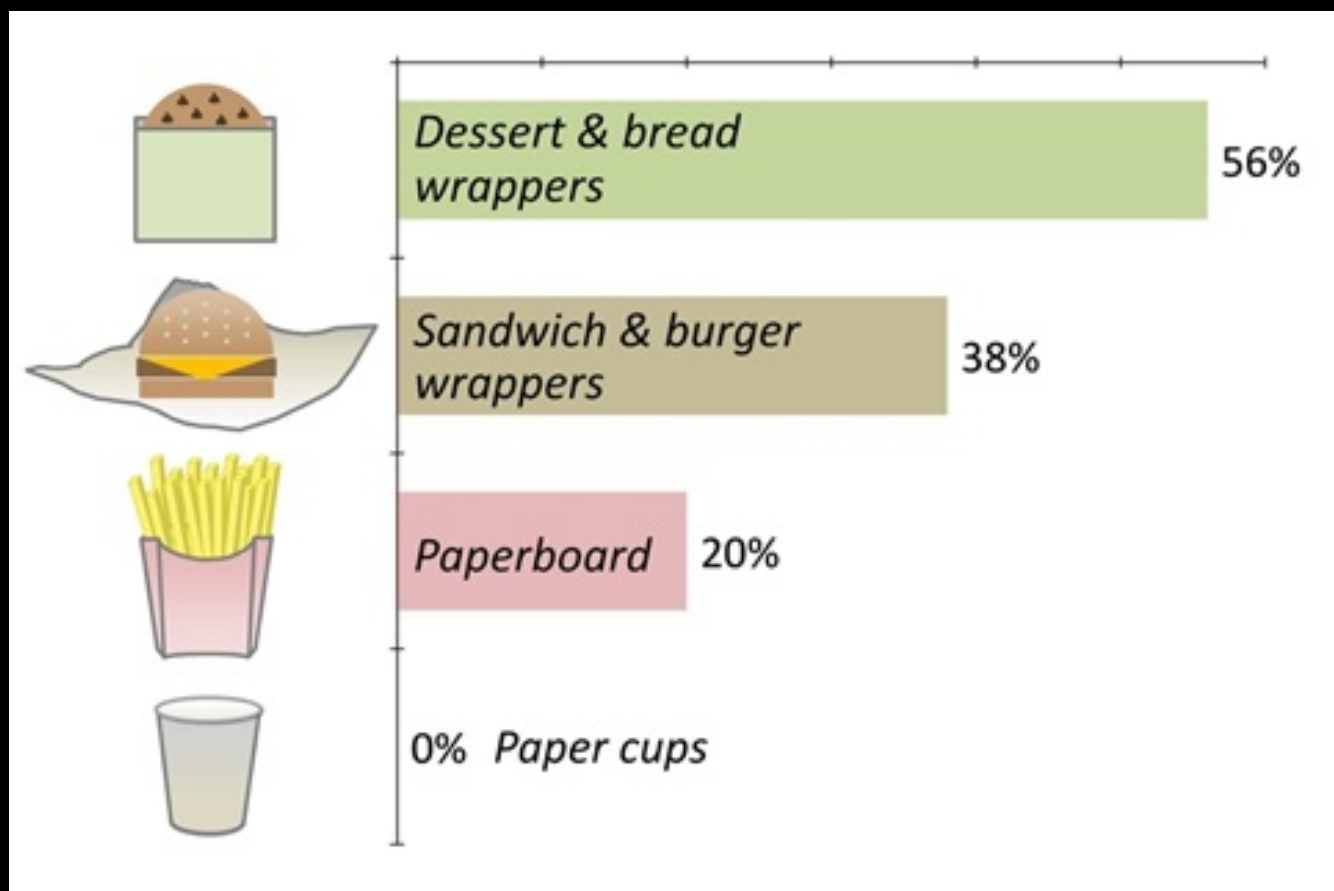 Dessert & bread
wrappers
56%
Sandwich & burger
wrappers
38%
Paperboard
20%
0% Paper cups